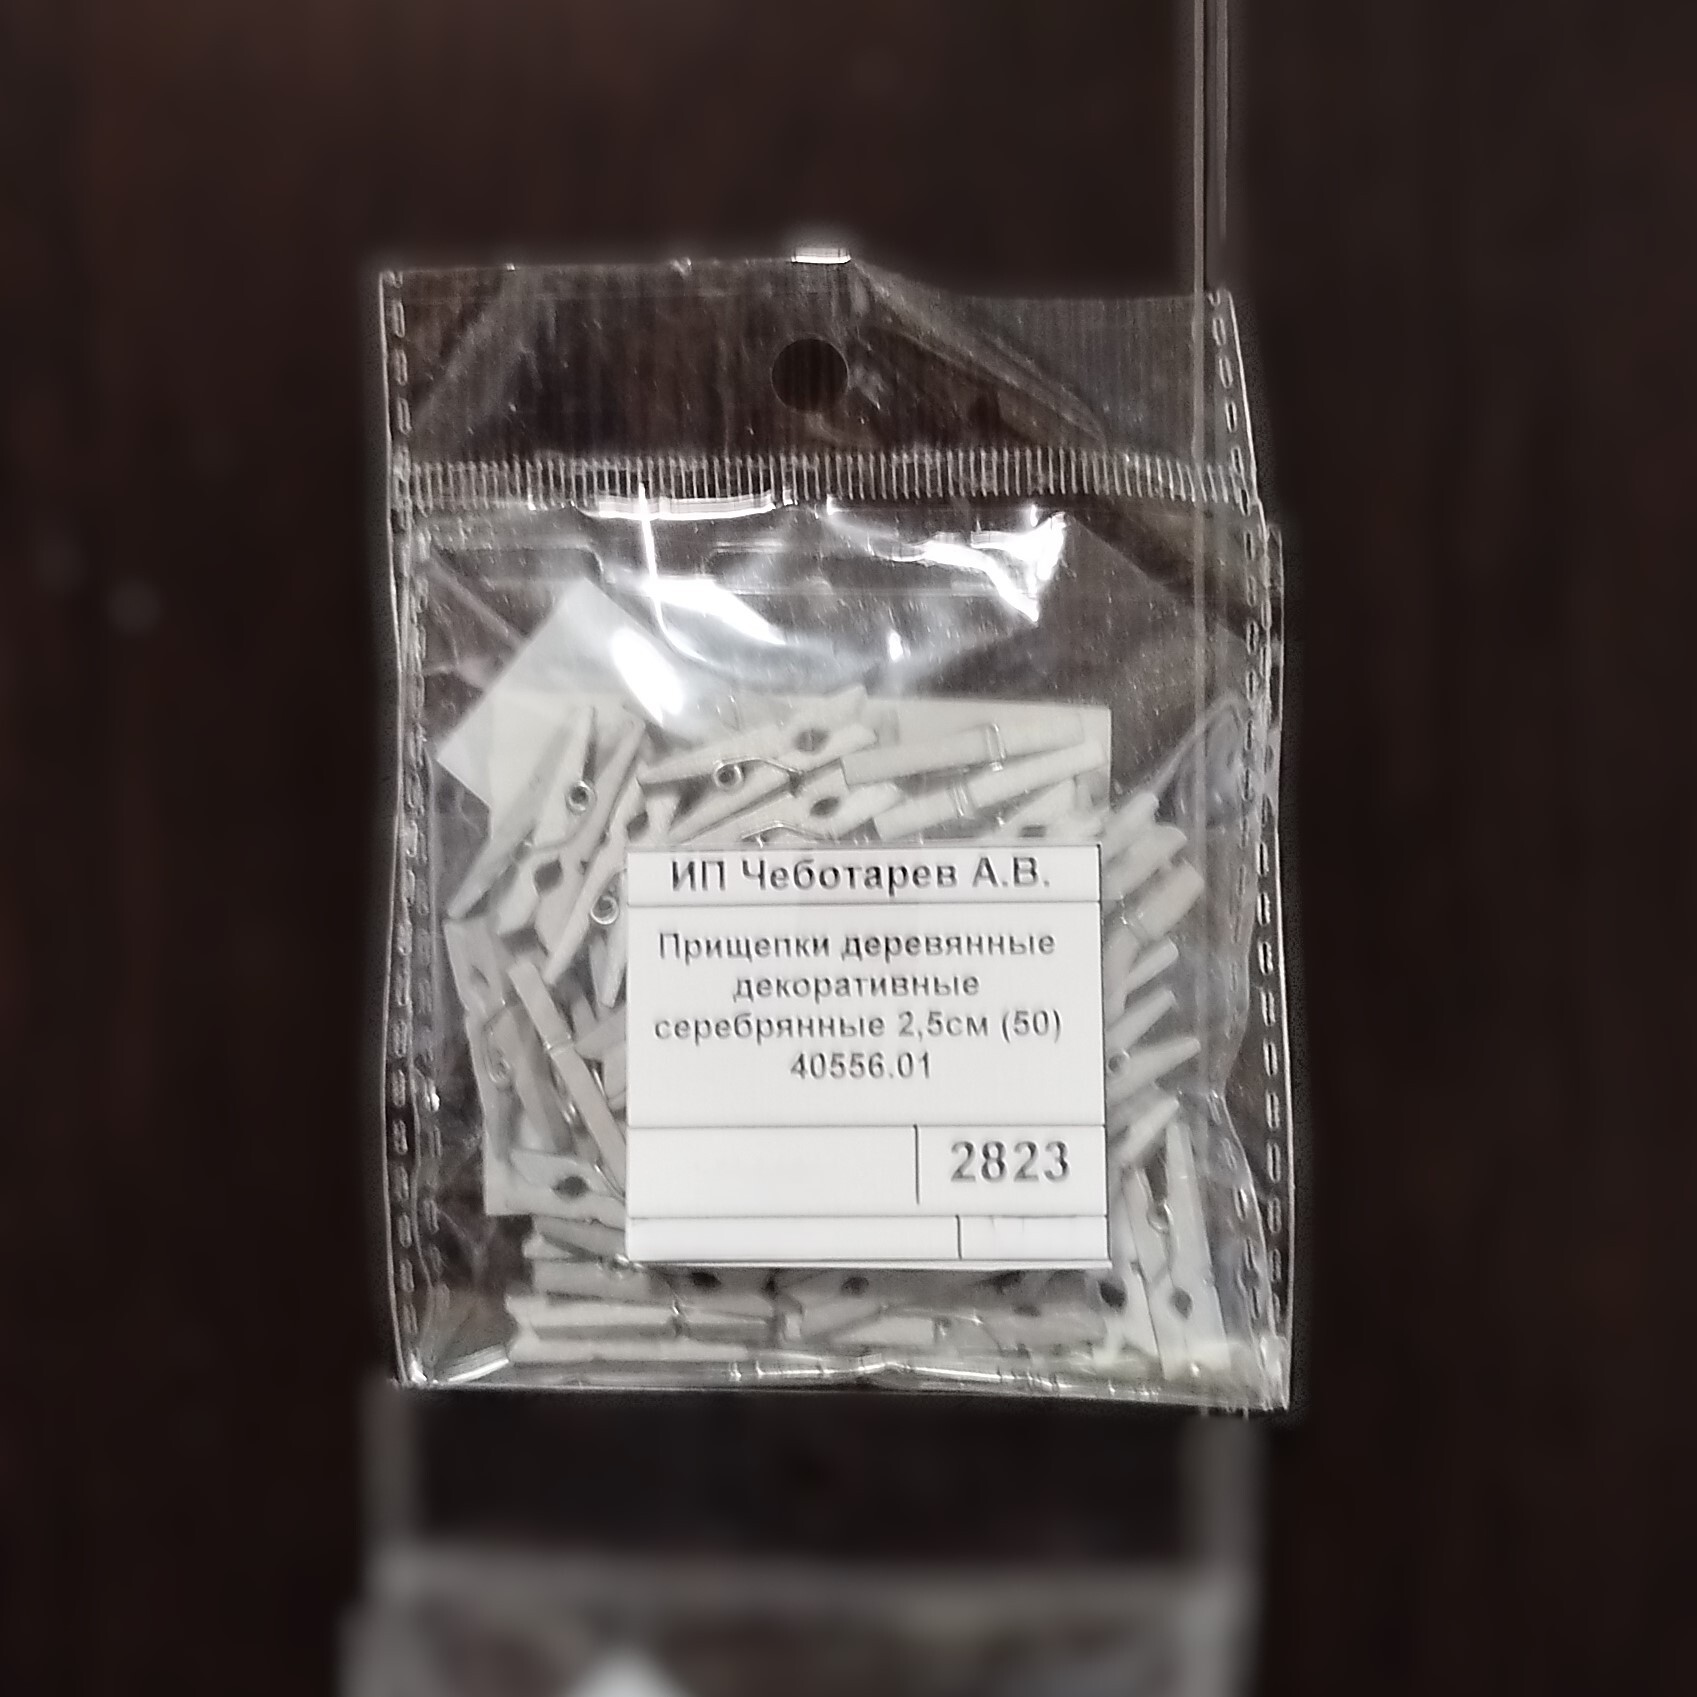 ИП Чеботарев А.В.
Прищепки деревянные
декоративные
серебрянные 2,5см (50)
40556.01
2823